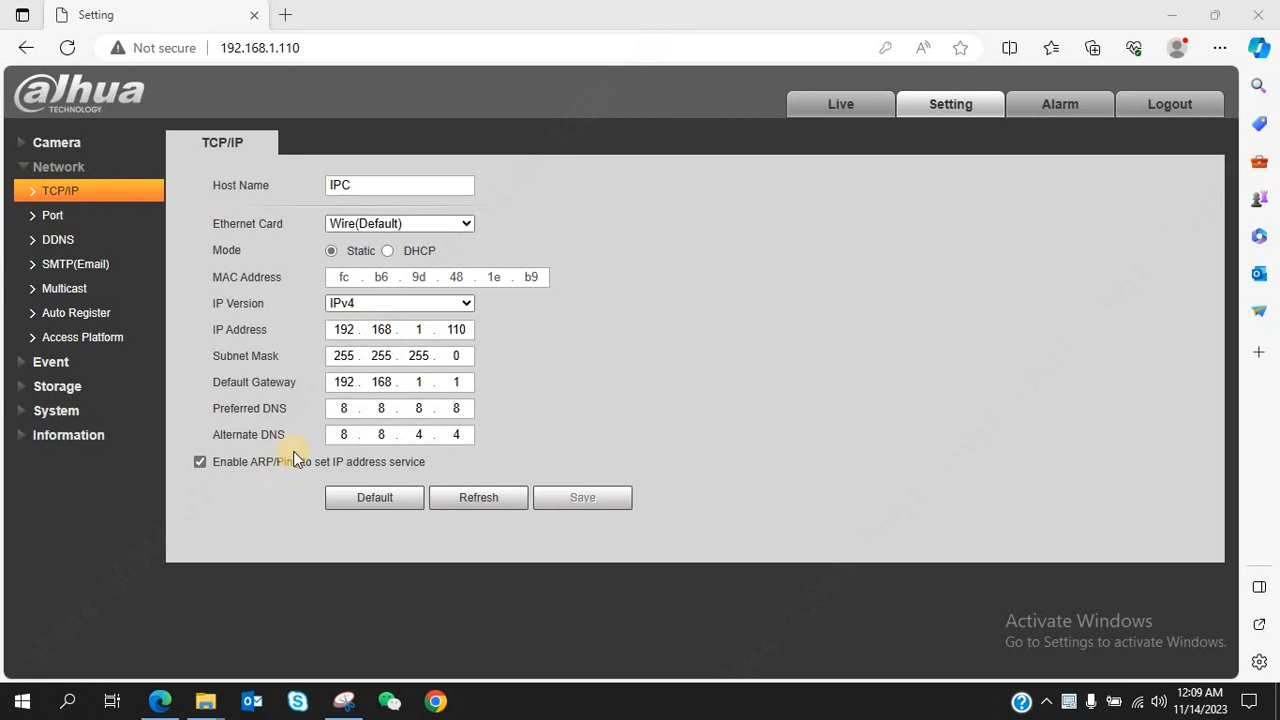 Setting
Not secure 192.168.1.110
alhua
TECHNOLOGY
Live Setting Alarm Logout
Camera
Network
TCP/IP
Port
DDNS
SMTP(Email)
Multicast
Auto Register
Access Platform
Event
Storage
System
Information
TCP/IP
Host Name IPC
Ethernet Card Wire(Default)
Mode Static DHCP
MAC Address fc . b6 . 9d . 48 . 1e . b9
IP Version IPv4
IP Address 192 . 168 . 1 . 110
Subnet Mask 255 . 255 . 255 . 0
Default Gateway 192 . 168 . 1 . 1
Preferred DNS 8 . 8 . 8 . 8
Alternate DNS 8 . 8 . 4 . 4
Enable ARP/Ping to set IP address service
Default Refresh Save
Activate Windows
Go to Settings to activate Windows.
12:09 AM
11/14/2023